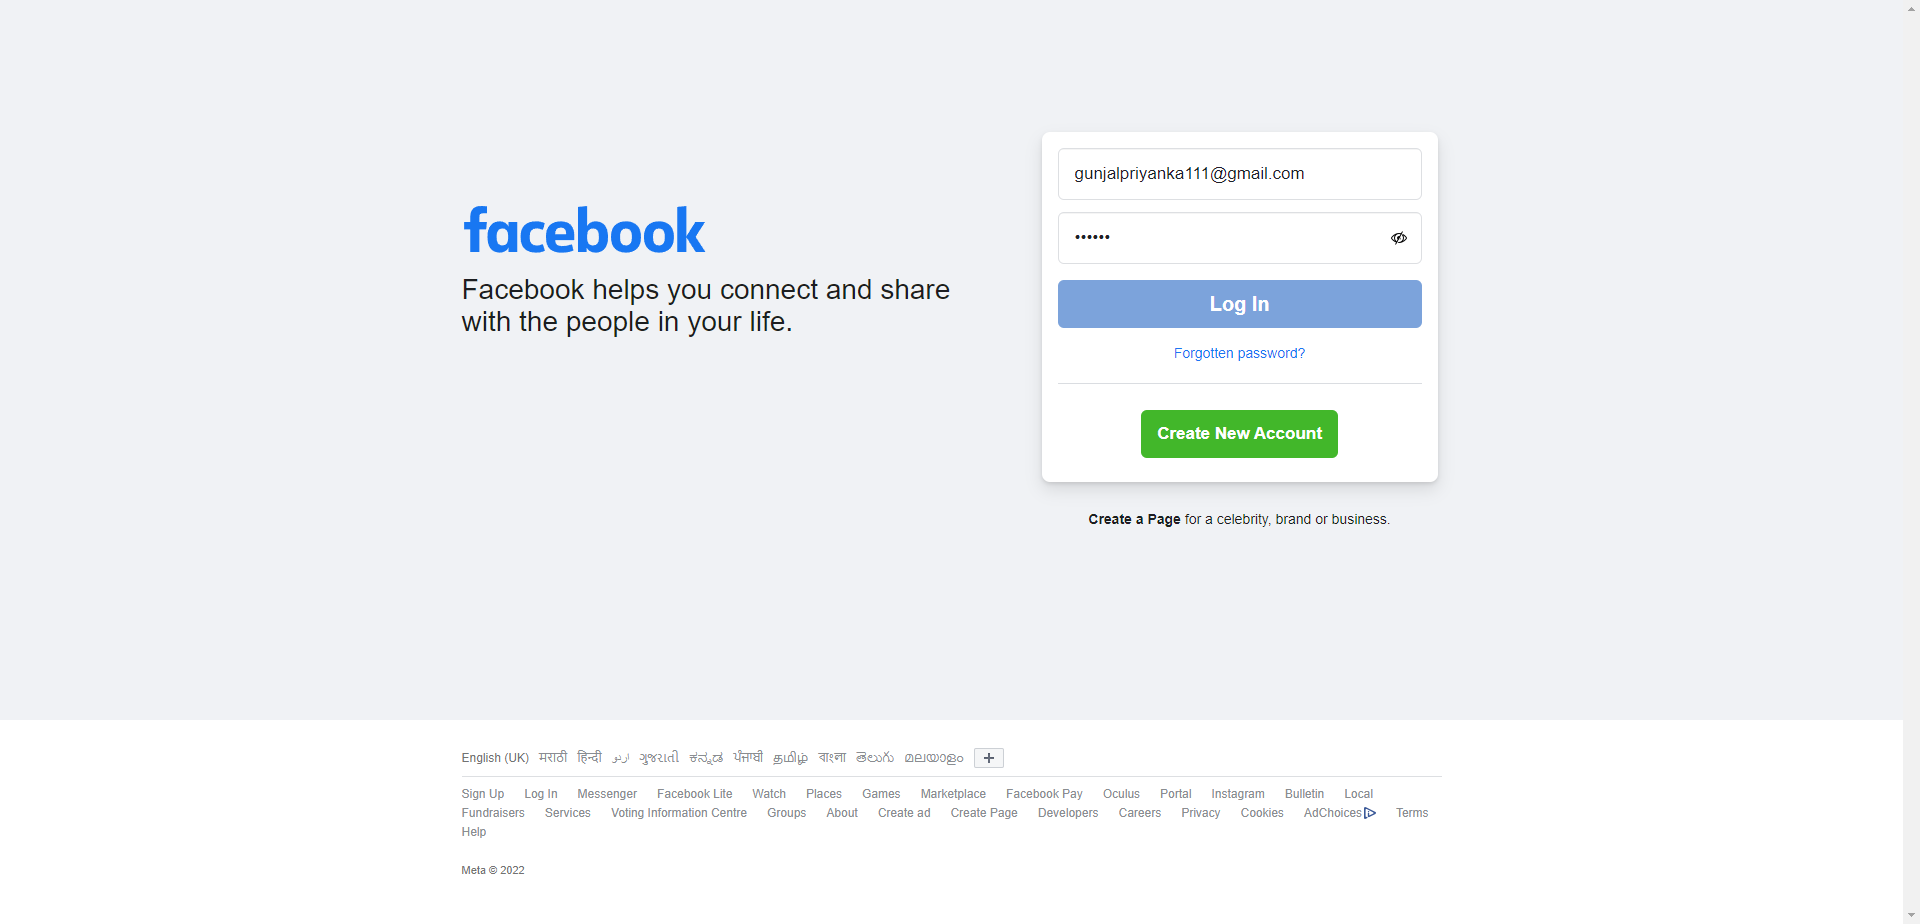 facebook
Facebook helps you connect and share
with the people in your life.
gunjalpriyanka111@gmail.com
••••••
Log In
Forgotten password?
Create New Account
Create a Page for a celebrity, brand or business.
English (UK) मराठी हिन्दी اردو ગુજરાતી ಕನ್ನಡ ਪੰਜਾਬੀ தமிழ் বাংলা తెలుగు മലയാളം +
Sign Up Log In Messenger Facebook Lite Watch Places Games Marketplace Facebook Pay Oculus Portal Instagram Bulletin Local
Fundraisers Services Voting Information Centre Groups About Create ad Create Page Developers Careers Privacy Cookies AdChoices Terms
Help
Meta © 2022